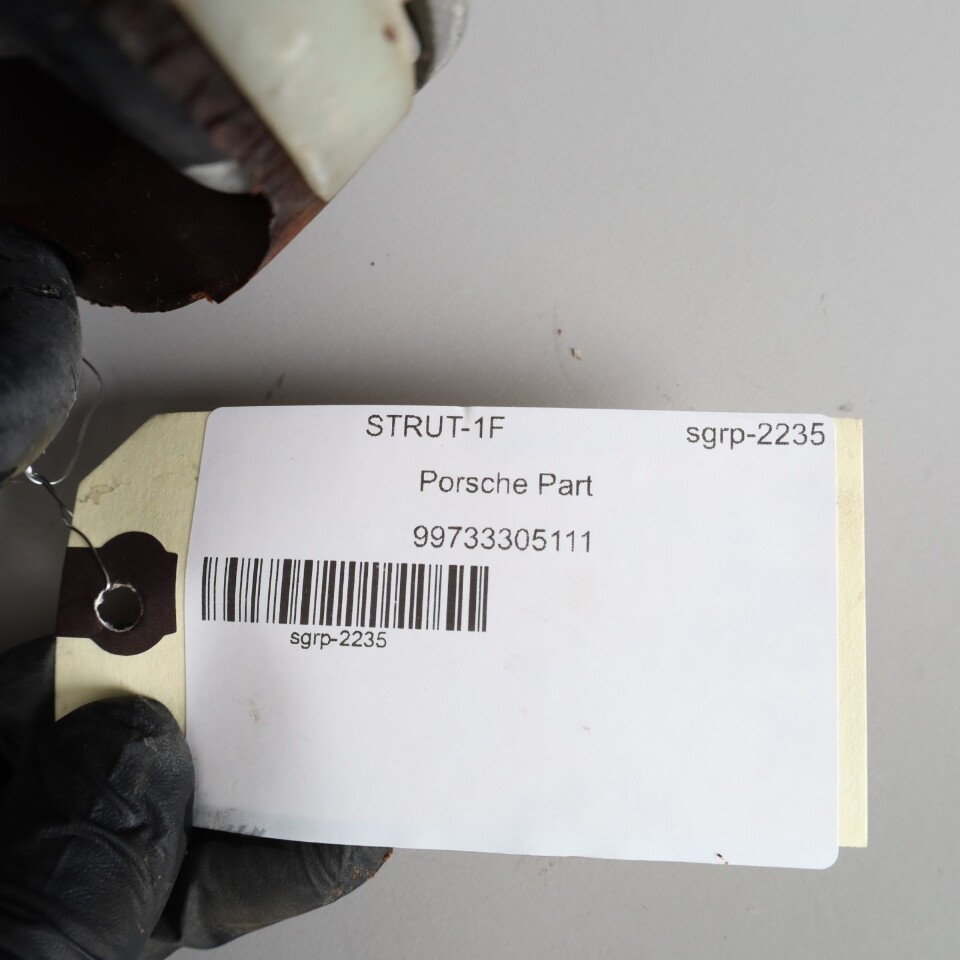 STRUT-1F sgrp-2235
Porsche Part
99733305111
sgrp-2235